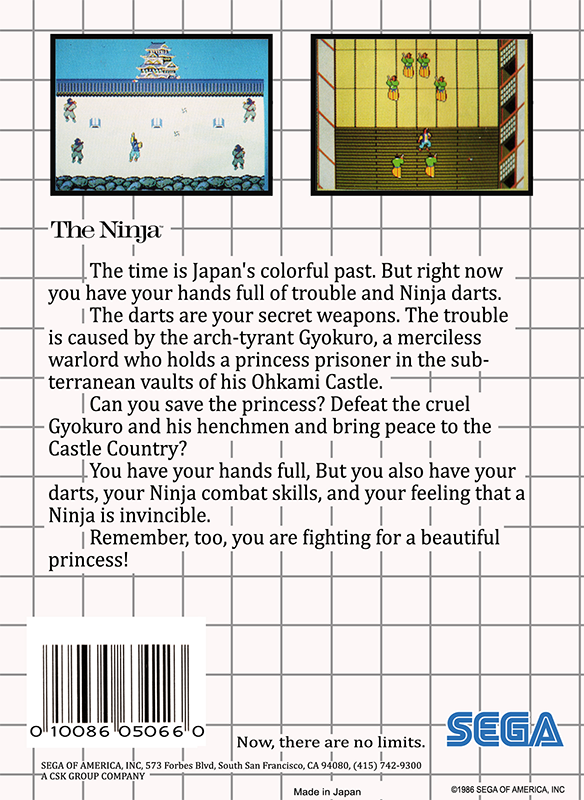 The Ninja™
The time is Japan's colorful past. But right now
you have your hands full of trouble and Ninja darts.
The darts are your secret weapons. The trouble
is caused by the arch-tyrant Gyokuro, a merciless
warlord who holds a princess prisoner in the sub-
terranean vaults of his Ohkami Castle.
Can you save the princess? Defeat the cruel
Gyokuro and his henchmen and bring peace to the
Castle Country?
You have your hands full, But you also have your
darts, your Ninja combat skills, and your feeling that a
Ninja is invincible.
Remember, too, you are fighting for a beautiful
princess!
0 10086 05066 0
Now, there are no limits.
SEGA
SEGA OF AMERICA, INC, 573 Forbes Blvd, South San Francisco, CA 94080, (415) 742-9300
A CSK GROUP COMPANY
Made in Japan
©1986 SEGA OF AMERICA, INC